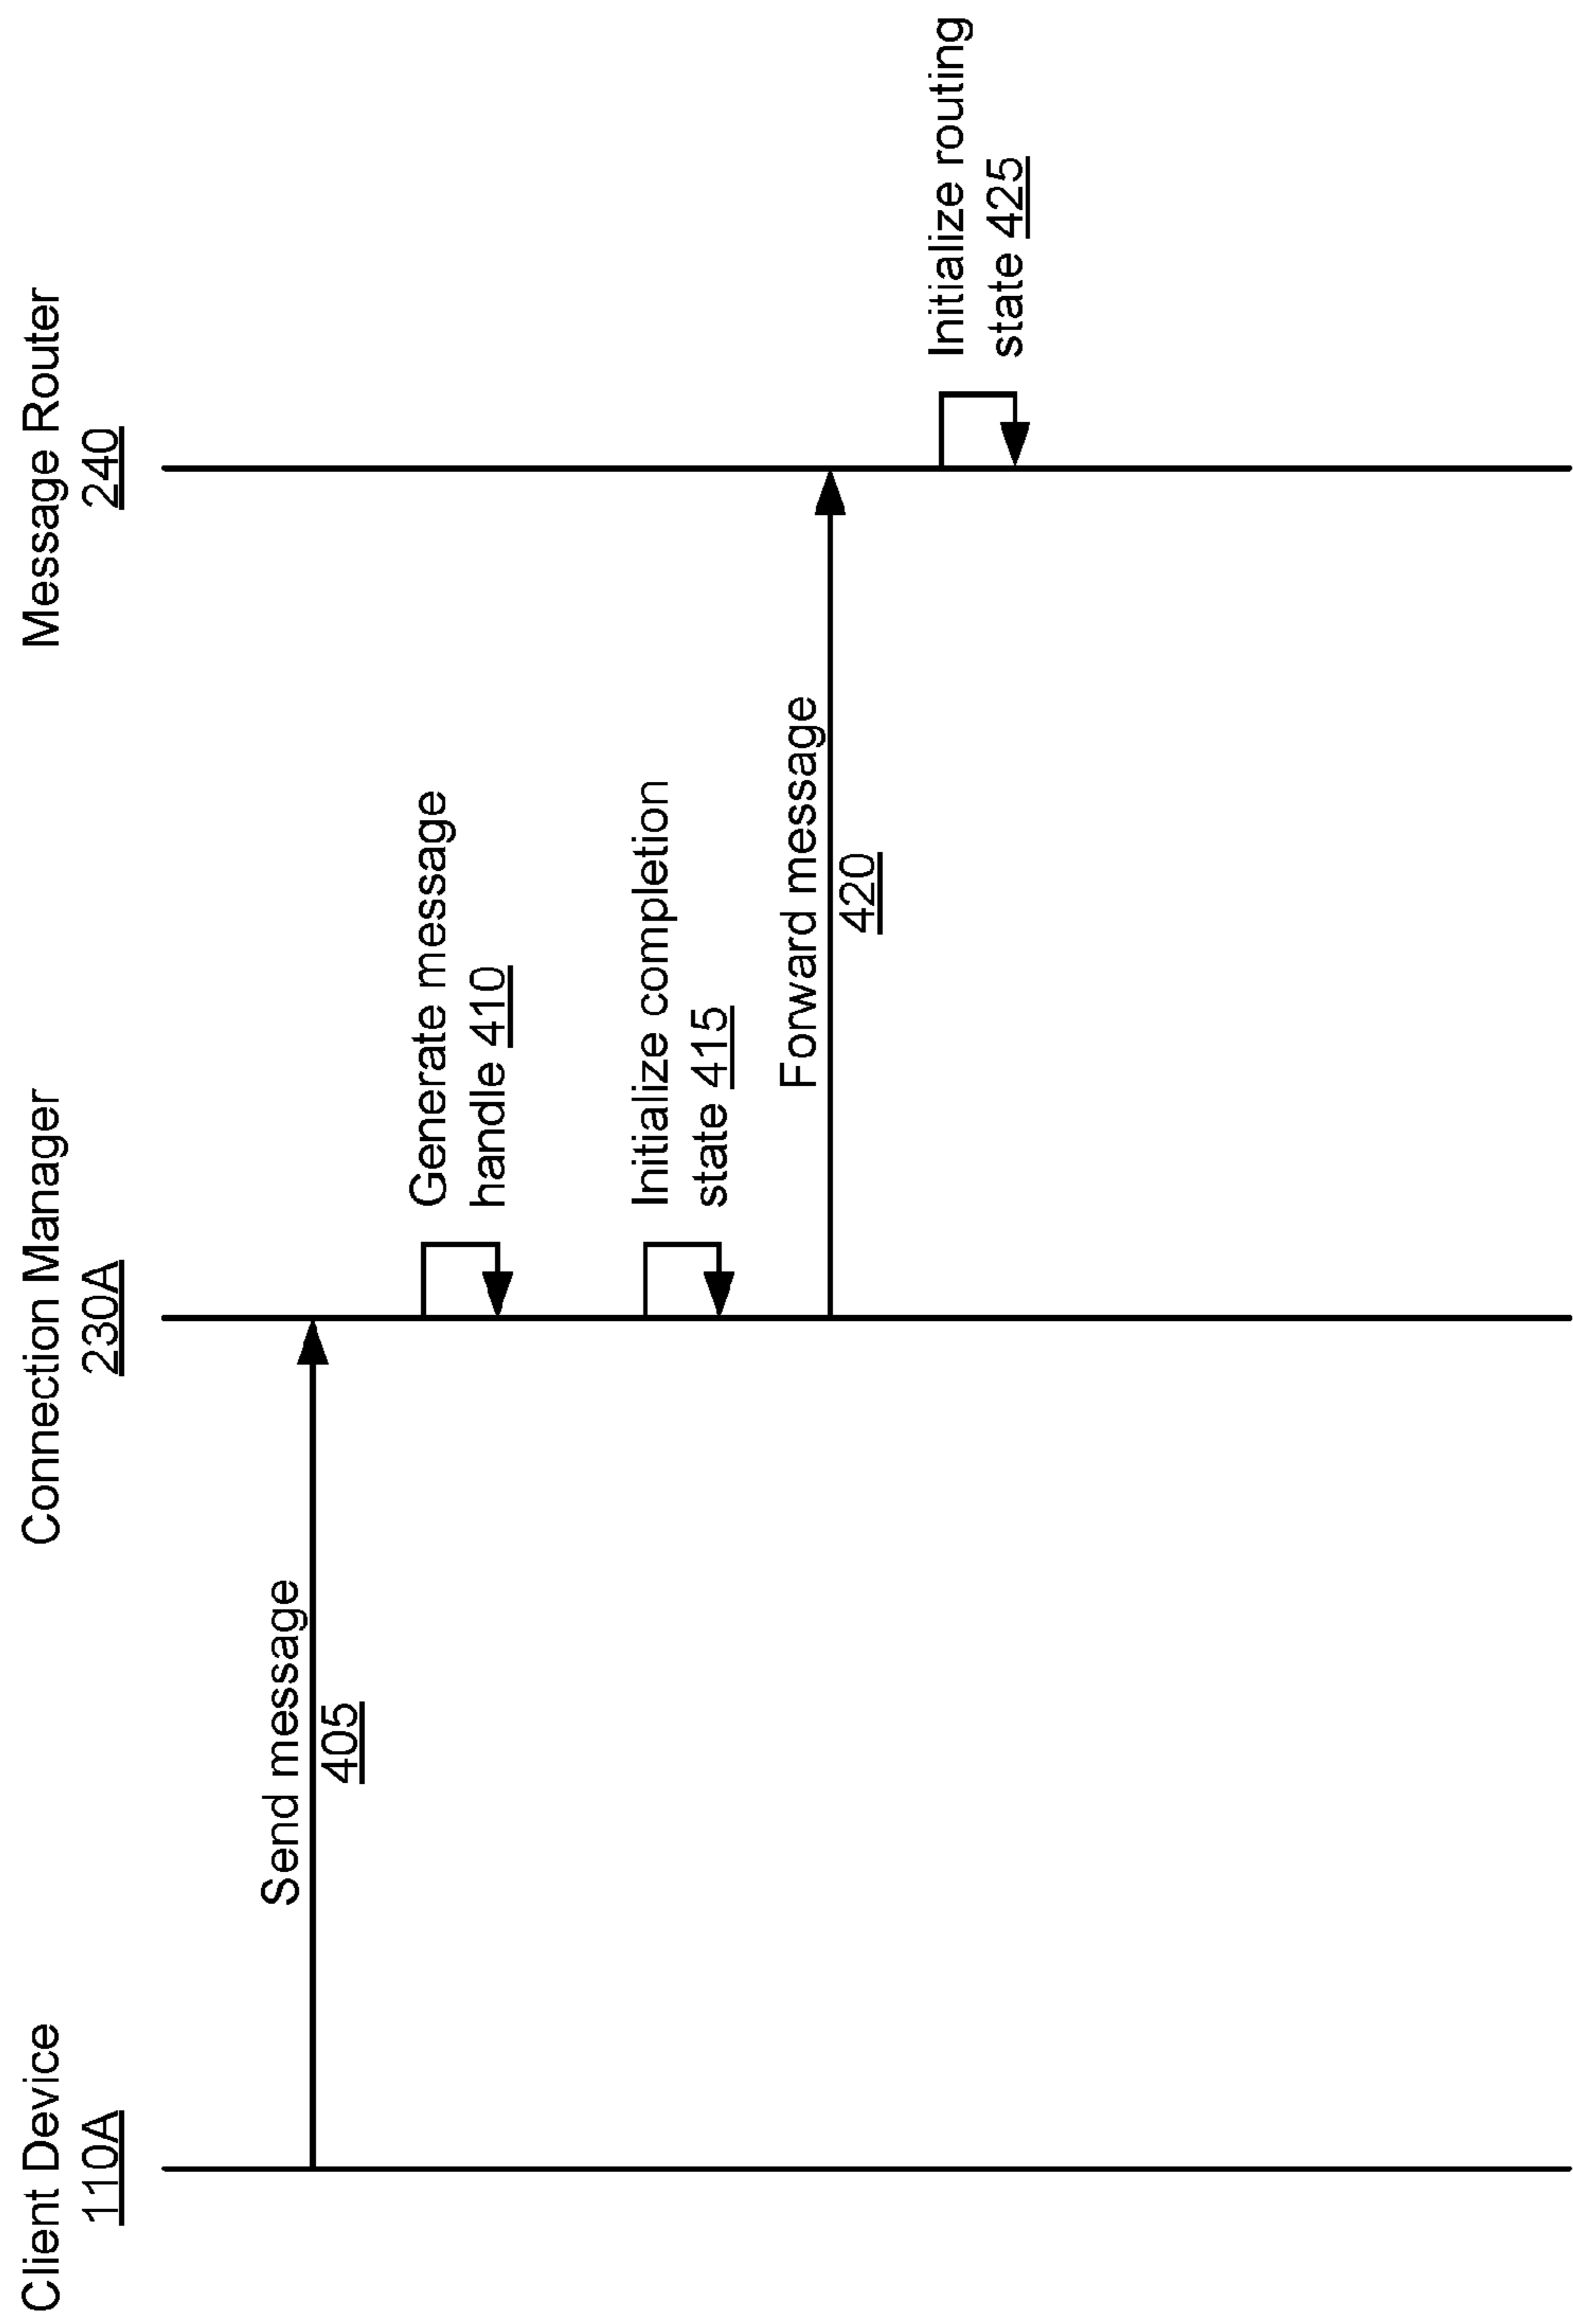 Client Device
110A
Connection Manager
230A
Message Router
240
Send message
405
Generate message
handle 410
Initialize completion
state 415
Forward message
420
Initialize routing
state 425